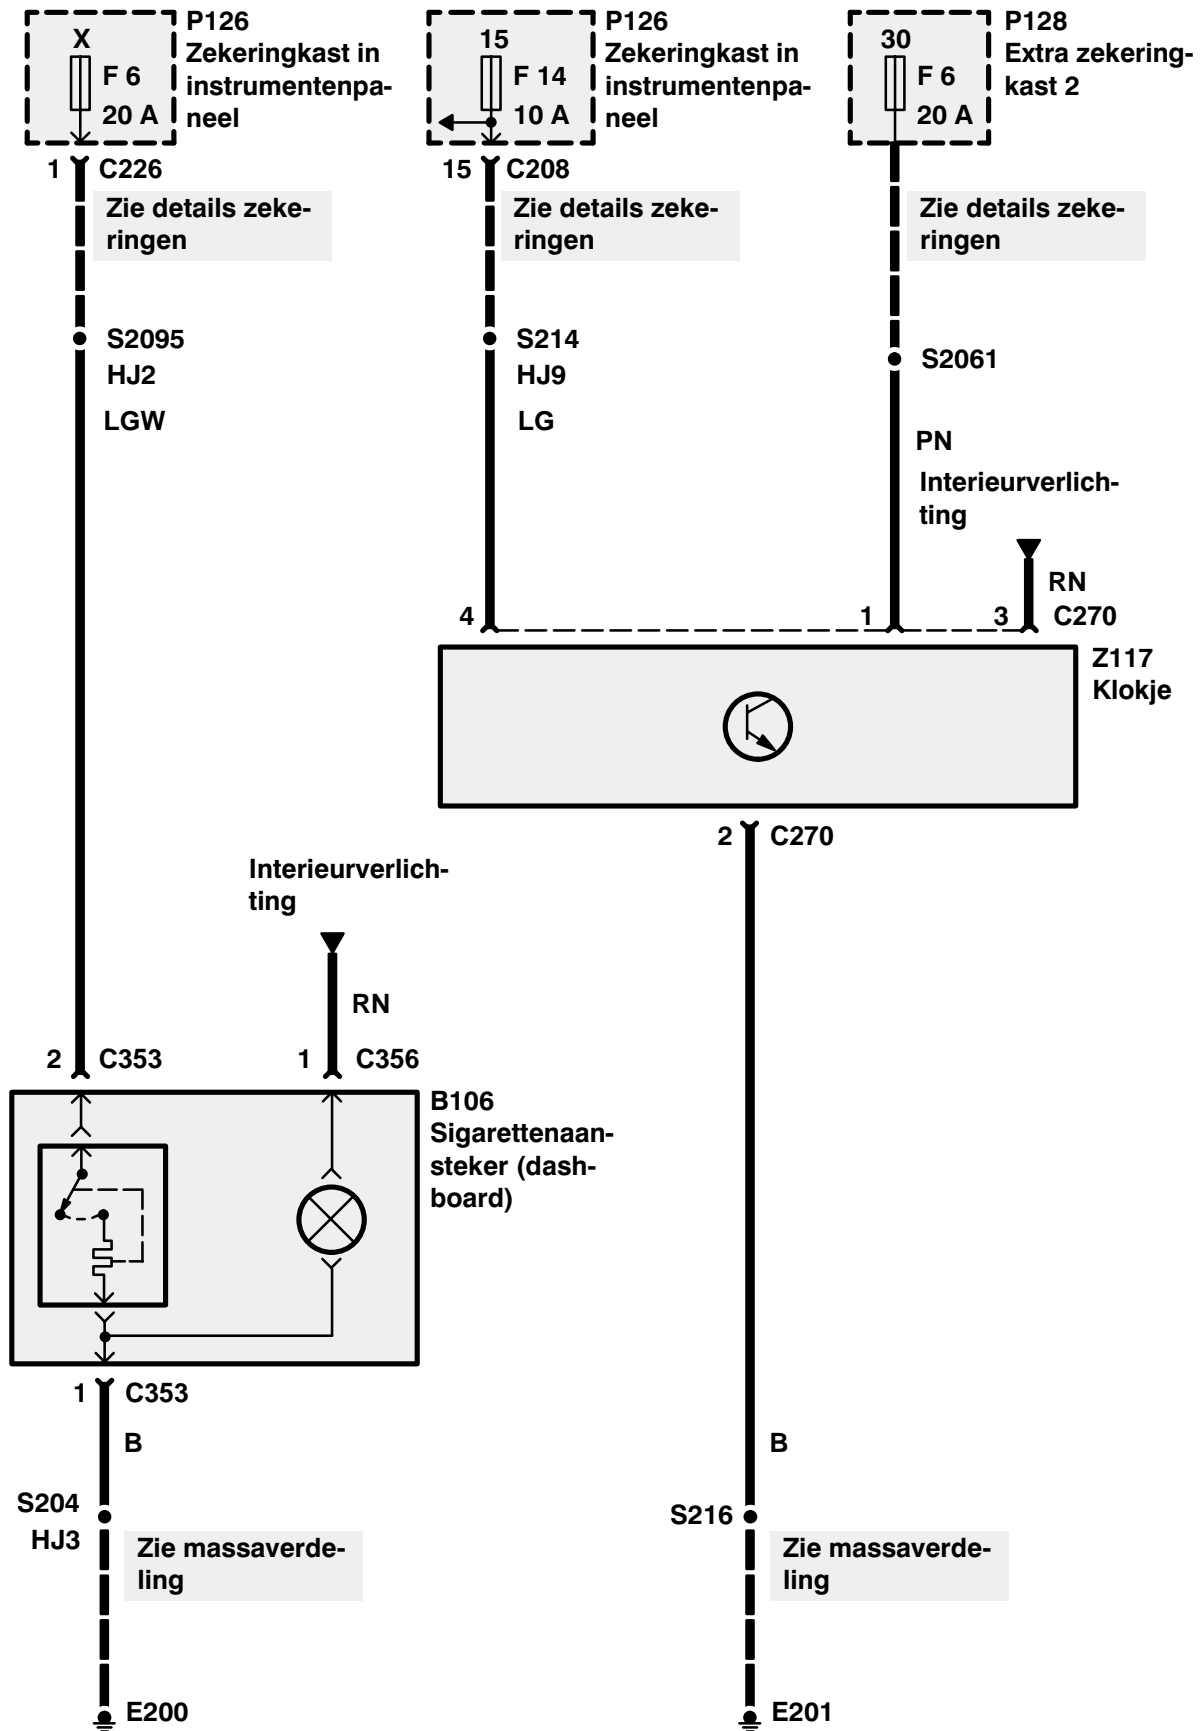 P126
Zekeringkast in
instrumentenpa-
neel
X
F 6
20 A
P126
Zekeringkast in
instrumentenpa-
neel
15
F 14
10 A
P128
Extra zekering-
kast 2
30
F 6
20 A
1 C226
15 C208
Zie details zeke-
ringen
Zie details zeke-
ringen
Zie details zeke-
ringen
S2095
HJ2
LGW
S214
HJ9
LG
S2061
PN
Interieurverlich-
ting
RN
4 1 3 C270
Z117
Klokje
2 C270
Interieurverlich-
ting
RN
2 C353 1 C356
B106
Sigarettenaan-
steker (dash-
board)
1 C353
B
B
S204
HJ3
S216
Zie massaverde-
ling
Zie massaverde-
ling
E200
E201